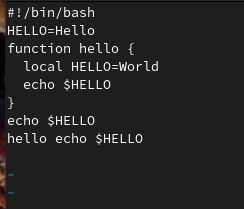 #!/bin/bash
HELLO=Hello
function hello {
  local HELLO=World
  echo $HELLO
}
echo $HELLO
hello echo $HELLO
~
~